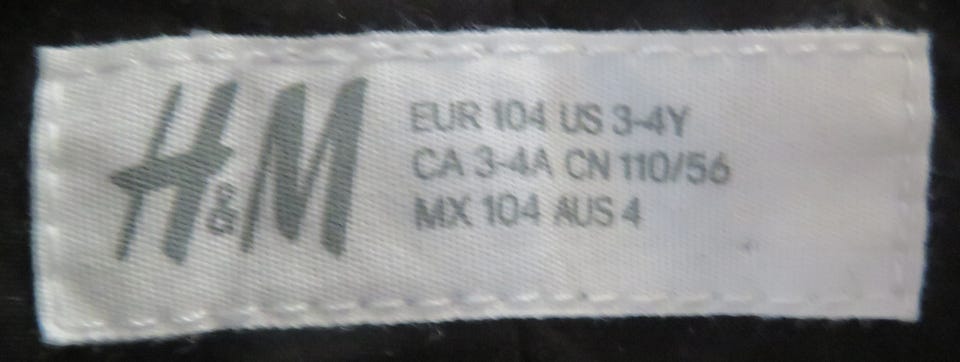 H&M
EUR 104 US 3-4Y
CA 3-4A CN 110/56
MX 104 AUS 4